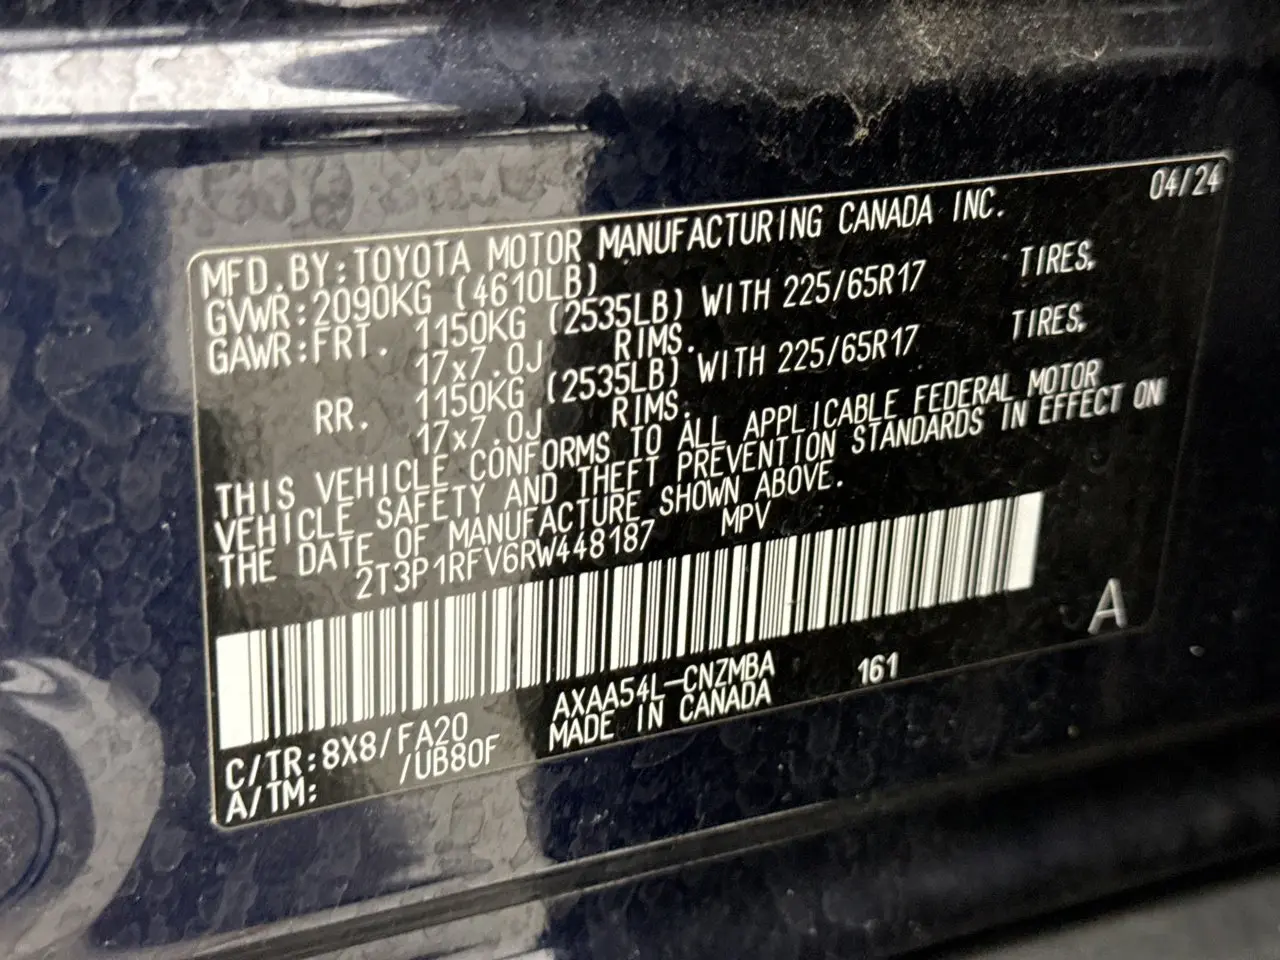 04/24
MFD.BY:TOYOTA MOTOR MANUFACTURING CANADA INC.
GVWR:2090KG (4610LB)
GAWR:FRT. 1150KG (2535LB) WITH 225/65R17 TIRES,
17x7.0J RIMS.
RR. 1150KG (2535LB) WITH 225/65R17 TIRES,
17x7.0J RIMS.
THIS VEHICLE CONFORMS TO ALL APPLICABLE FEDERAL MOTOR
VEHICLE SAFETY AND THEFT PREVENTION STANDARDS IN EFFECT ON
THE DATE OF MANUFACTURE SHOWN ABOVE.
2T3P1RFV6RW448187 MPV
A
AXAA54L-CNZMBA 161
C/TR:8X8/FA20 MADE IN CANADA
A/TM: /UB80F